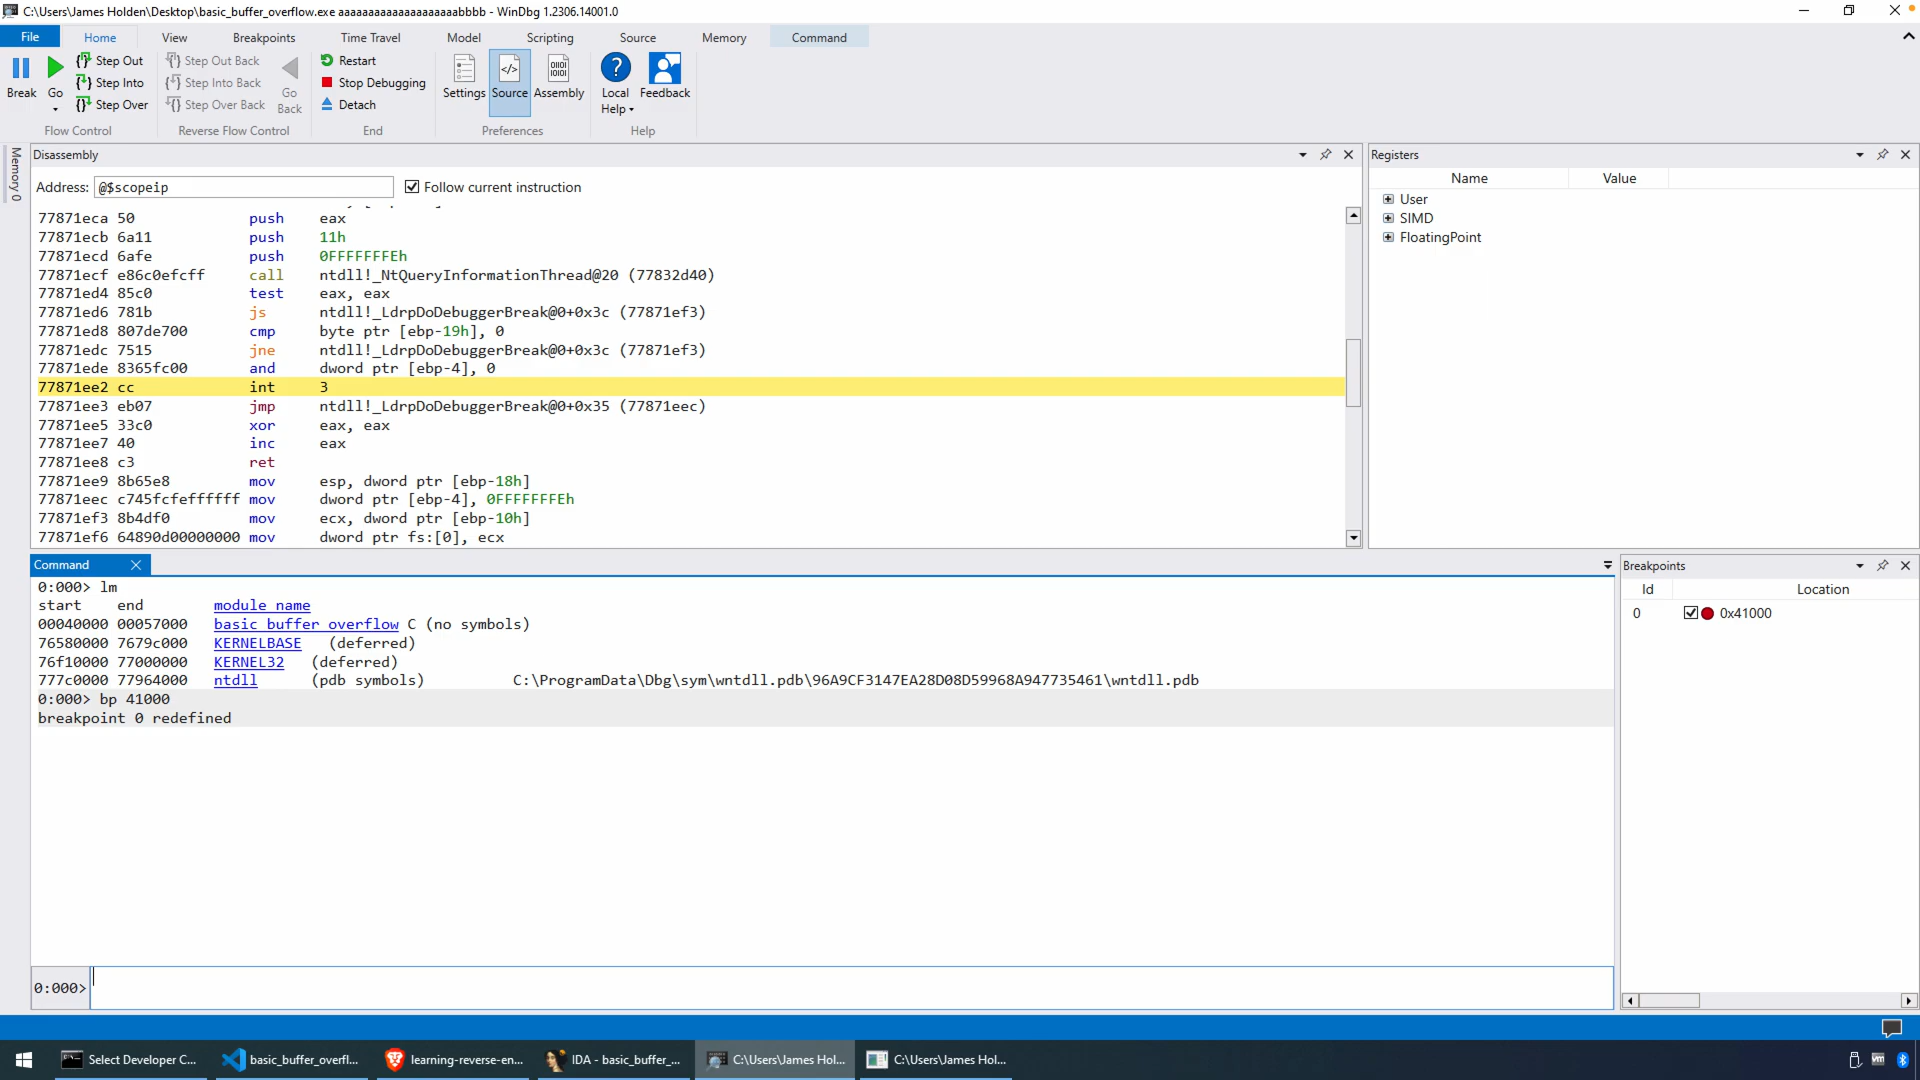 C:\Users\James Holden\Desktop\basic_buffer_overflow.exe aaaaaaaaaaaaaaaaaaaabbbb - WinDbg 1.2306.14001.0
File Home View Breakpoints Time Travel Model Scripting Source Memory Command
Break Go Step Out Step Into Step Over
Flow Control
Step Out Back Step Into Back Step Over Back Go Back
Reverse Flow Control
Restart Stop Debugging Detach
End
Settings Source Assembly
Preferences
Local Help Feedback
Help
Memory 0
Disassembly
Address: @$scopeip Follow current instruction
77871eca 50 push eax
77871ecb 6a11 push 11h
77871ecd 6afe push 0FFFFFFFEh
77871ecf e86c0efcff call ntdll!_NtQueryInformationThread@20 (77832d40)
77871ed4 85c0 test eax, eax
77871ed6 781b js ntdll!_LdrpDoDebuggerBreak@0+0x3c (77871ef3)
77871ed8 807de700 cmp byte ptr [ebp-19h], 0
77871edc 7515 jne ntdll!_LdrpDoDebuggerBreak@0+0x3c (77871ef3)
77871ede 8365fc00 and dword ptr [ebp-4], 0
77871ee2 cc int 3
77871ee3 eb07 jmp ntdll!_LdrpDoDebuggerBreak@0+0x35 (77871eec)
77871ee5 33c0 xor eax, eax
77871ee7 40 inc eax
77871ee8 c3 ret
77871ee9 8b65e8 mov esp, dword ptr [ebp-18h]
77871eec c745fcfeffffff mov dword ptr [ebp-4], 0FFFFFFFEh
77871ef3 8b4df0 mov ecx, dword ptr [ebp-10h]
77871ef6 64890d00000000 mov dword ptr fs:[0], ecx
Registers
Name Value
User
SIMD
FloatingPoint
Command
0:000> lm
start end module name
00040000 00057000 basic_buffer_overflow C (no symbols)
76580000 7679c000 KERNELBASE (deferred)
76f10000 77000000 KERNEL32 (deferred)
777c0000 77964000 ntdll (pdb symbols) C:\ProgramData\Dbg\sym\wntdll.pdb\96A9CF3147EA28D08D59968A947735461\wntdll.pdb
0:000> bp 41000
breakpoint 0 redefined
0:000>
Breakpoints
Id Location
0 0x41000
Select Developer C... basic_buffer_overfl... learning-reverse-en... IDA - basic_buffer_... C:\Users\James Hol... C:\Users\James Hol...
vm